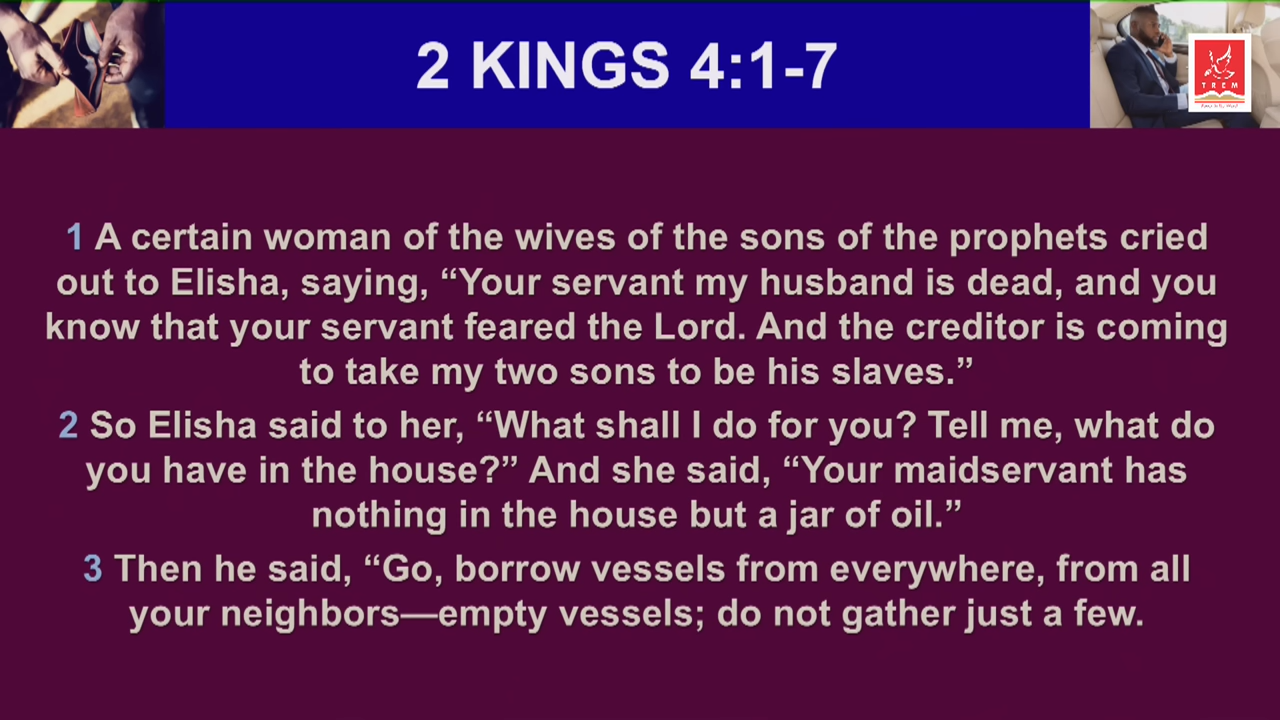 2 KINGS 4:1-7
TREM
1 A certain woman of the wives of the sons of the prophets cried
out to Elisha, saying, “Your servant my husband is dead, and you
know that your servant feared the Lord. And the creditor is coming
to take my two sons to be his slaves.”
2 So Elisha said to her, “What shall I do for you? Tell me, what do
you have in the house?” And she said, “Your maidservant has
nothing in the house but a jar of oil.”
3 Then he said, “Go, borrow vessels from everywhere, from all
your neighbors—empty vessels; do not gather just a few.